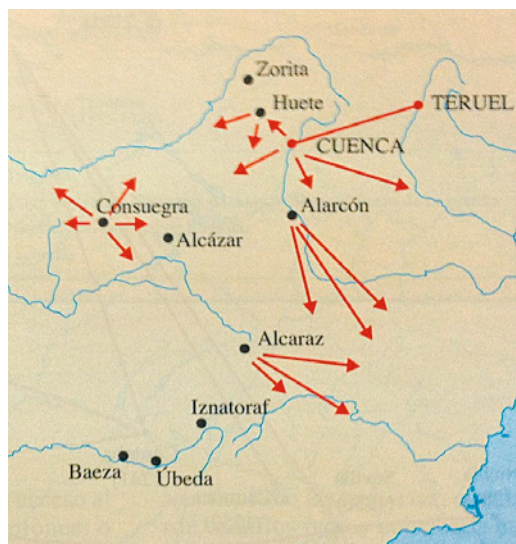 Zorita
Huete
TERUEL
CUENCA
Consuegra
Alarcón
Alcázar
Alcaraz
Iznatoraf
Baeza
Úbeda